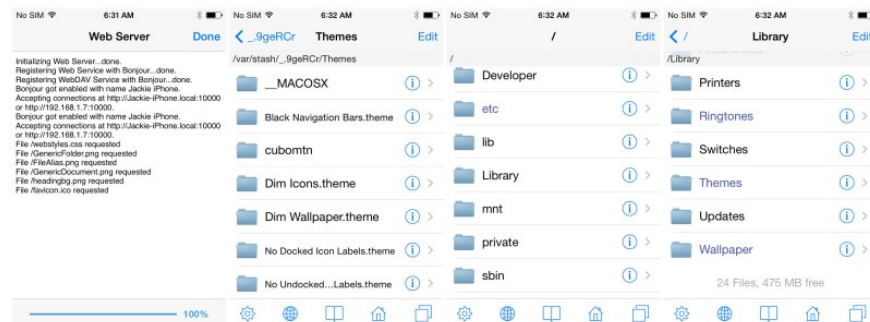 No SIM 6:31 AM
Web Server Done
Initializing Web Server...done.
Registering Web Service with Bonjour...done.
Registering WebDAV Service with Bonjour...done.
Bonjour got enabled with name Jackie iPhone.
Accepting connections at http://Jackie-iPhone.local:10000
or http://192.168.1.7:10000.
Bonjour got enabled with name Jackie iPhone.
Accepting connections at http://Jackie-iPhone.local:10000
or http://192.168.1.7:10000.
File /webstyles.css requested
File /GenericFolder.png requested
File /FileAlias.png requested
File /GenericDocument.png requested
File /headingbg.png requested
File /favicon.ico requested
100%
No SIM 6:32 AM
_.9geRCr Themes Edit
/var/stash/_.9geRCr/Themes
__MACOSX
Black Navigation Bars.theme
cubomtn
Dim Icons.theme
Dim Wallpaper.theme
No Docked Icon Labels.theme
No Undocked...Labels.theme
No SIM 6:32 AM
/ Edit
/
Developer
etc
lib
Library
mnt
private
sbin
No SIM 6:32 AM
/ Library Edit
/Library
Printers
Ringtones
Switches
Themes
Updates
Wallpaper
24 Files, 475 MB free